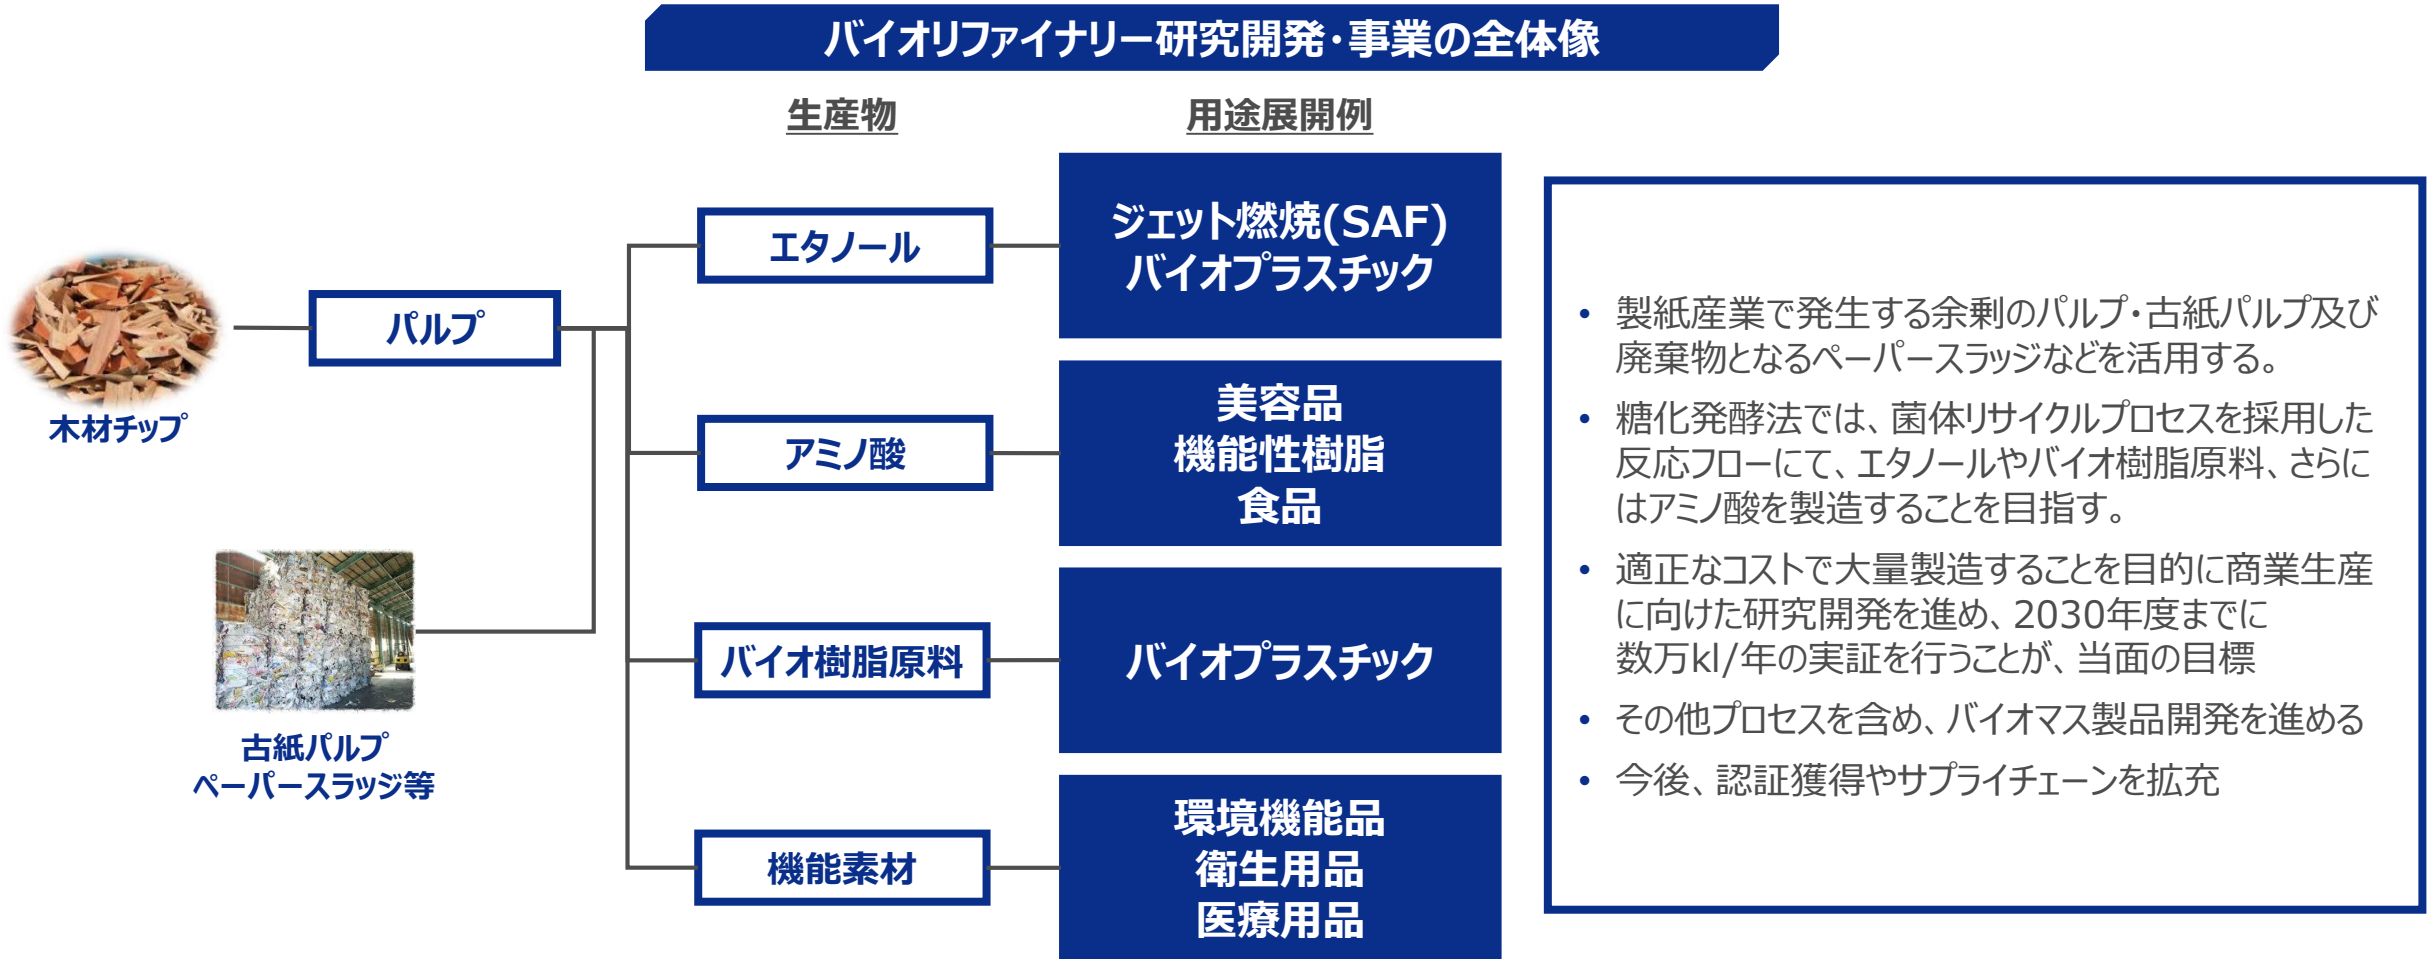 バイオリファイナリー研究開発・事業の全体像
生産物
用途展開例
木材チップ
パルプ
古紙パルプ
ペーパースラッジ等
エタノール
ジェット燃焼(SAF)
バイオプラスチック
アミノ酸
美容品
機能性樹脂
食品
バイオ樹脂原料
バイオプラスチック
機能素材
環境機能品
衛生用品
医療用品
• 製紙産業で発生する余剰のパルプ・古紙パルプ及び
廃棄物となるペーパースラッジなどを活用する。
• 糖化発酵法では、菌体リサイクルプロセスを採用した
反応フローにて、エタノールやバイオ樹脂原料、さらに
はアミノ酸を製造することを目指す。
• 適正なコストで大量製造することを目的に商業生産
に向けた研究開発を進め、2030年度までに
数万kl/年の実証を行うことが、当面の目標
• その他プロセスを含め、バイオマス製品開発を進める
• 今後、認証獲得やサプライチェーンを拡充